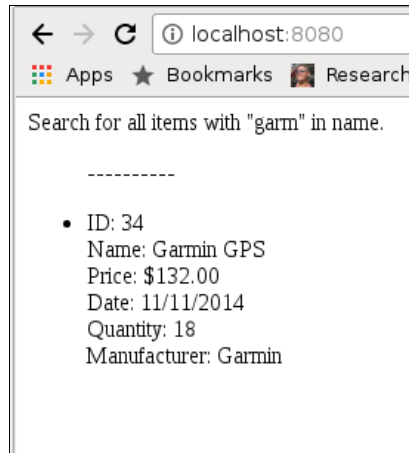 localhost:8080
Apps Bookmarks Research
Search for all items with "garm" in name.
----------
• ID: 34
Name: Garmin GPS
Price: $132.00
Date: 11/11/2014
Quantity: 18
Manufacturer: Garmin